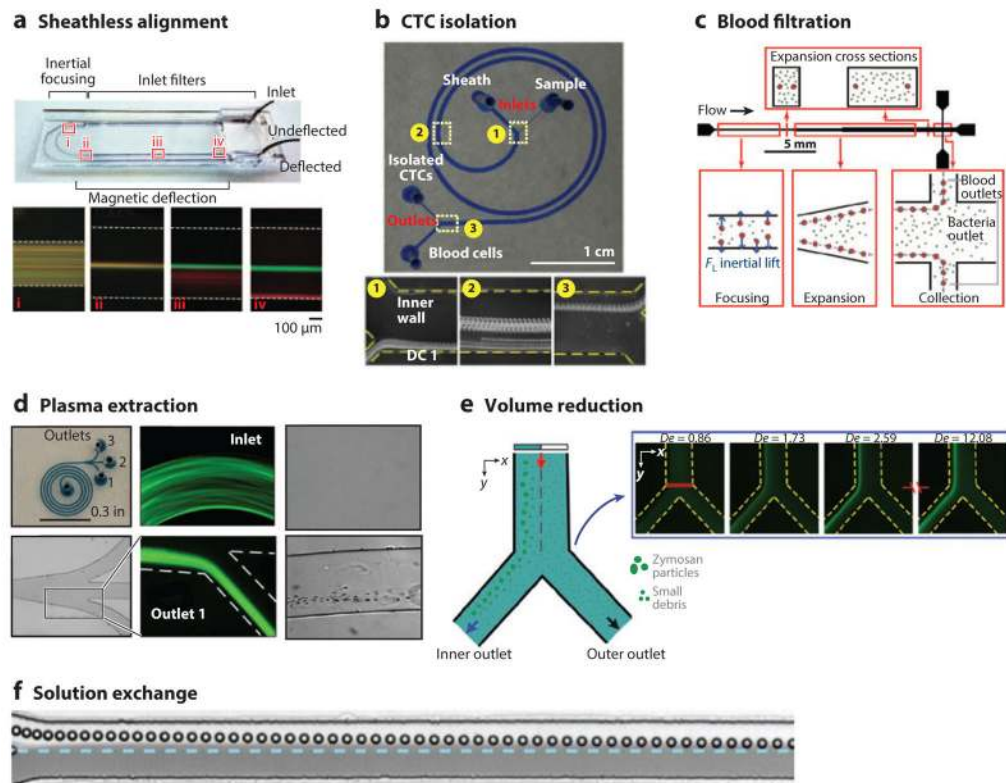 a Sheathless alignment
Inertial
focusing
Inlet filters
Inlet
Undeflected
Deflected
i
ii
iii
iv
Magnetic deflection
i
ii
iii
iv
100 µm
b CTC isolation
Sheath
Sample
Inlets
2
1
Isolated
CTCs
Outlets
3
Blood cells
1 cm
1
2
3
Inner
wall
DC 1
c Blood filtration
Expansion cross sections
Flow
5 mm
Blood
outlets
Bacteria
outlet
FL inertial lift
Focusing
Expansion
Collection
d Plasma extraction
Outlets
3
2
1
0.3 in
Inlet
Outlet 1
e Volume reduction
x
y
De = 0.86
1.73
De = 2.59
De = 12.08
x
y
Zymosan
particles
Small
debris
Inner outlet
Outer outlet
f Solution exchange